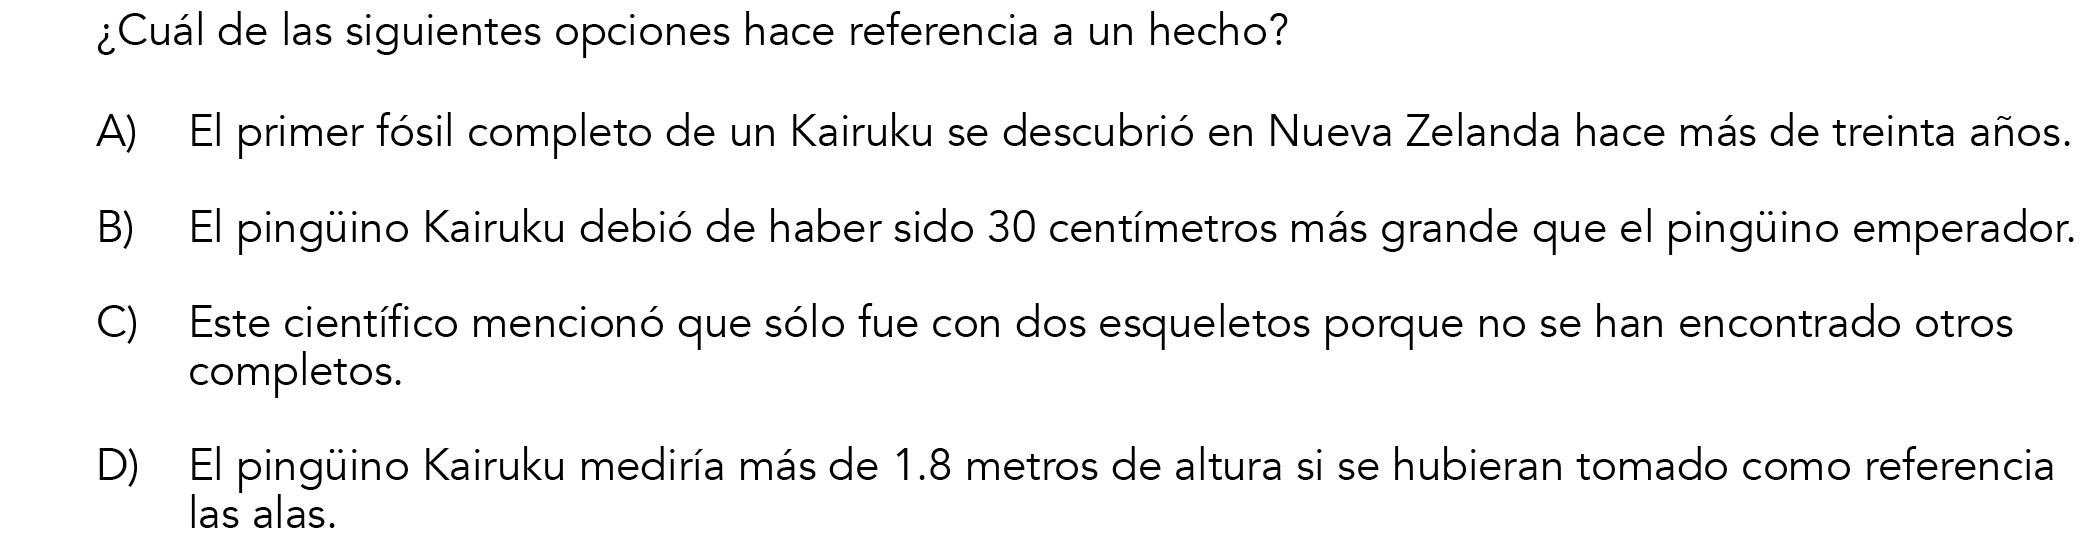 ¿Cuál de las siguientes opciones hace referencia a un hecho?
A) El primer fósil completo de un Kairuku se descubrió en Nueva Zelanda hace más de treinta años.
B) El pingüino Kairuku debió de haber sido 30 centímetros más grande que el pingüino emperador.
C) Este científico mencionó que sólo fue con dos esqueletos porque no se han encontrado otros
completos.
D) El pingüino Kairuku mediría más de 1.8 metros de altura si se hubieran tomado como referencia
las alas.